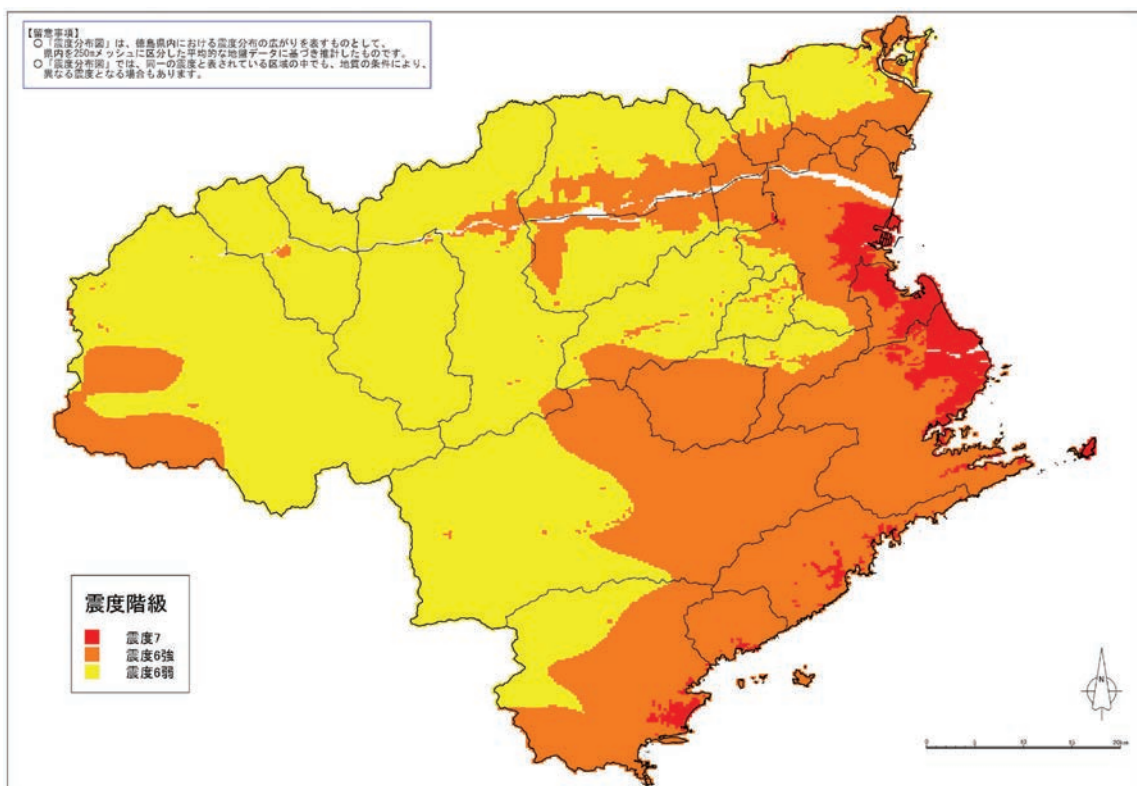 【留意事項】
○「震度分布図」は、徳島県内における震度分布の広がりを表すものとして、
県内を250mメッシュに区分した平均的な地盤データに基づき推計したものです。
○「震度分布図」では、同一の震度と表されている区域の中でも、地質の条件により、
異なる震度となる場合もあります。
震度階級
震度7
震度6強
震度6弱
N
0 5 10 15 20km